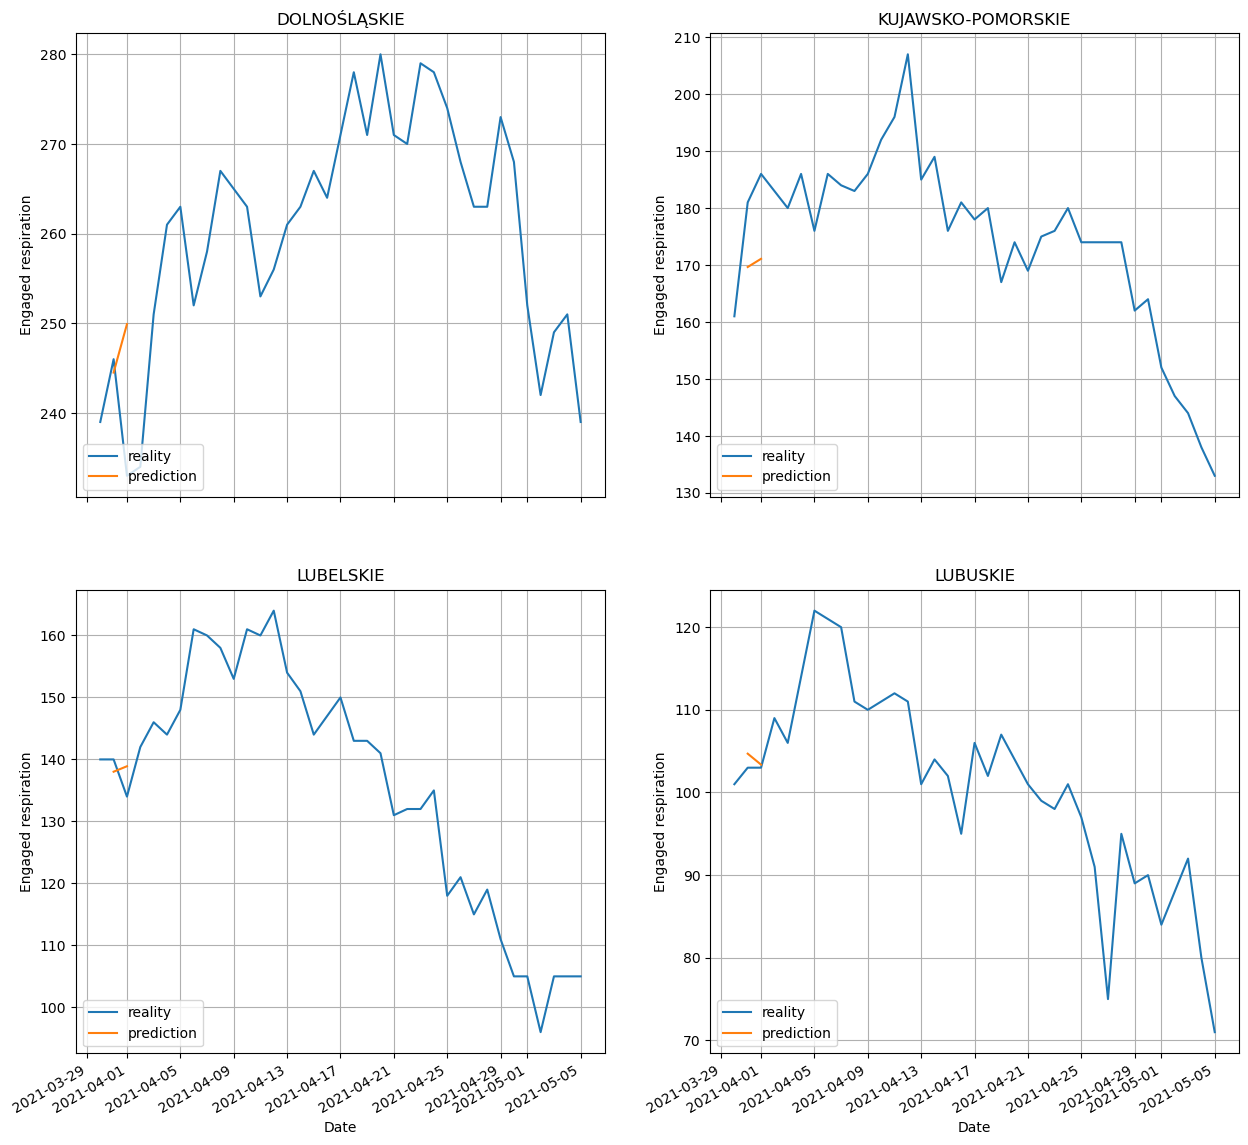 DOLNOŚLĄSKIE
280
270
260
250
240
Engaged respiration
reality
prediction
KUJAWSKO-POMORSKIE
210
200
190
180
170
160
150
140
130
Engaged respiration
reality
prediction
LUBELSKIE
160
150
140
130
120
110
100
Engaged respiration
reality
prediction
2021-03-29
2021-04-01
2021-04-05
2021-04-09
2021-04-13
2021-04-17
2021-04-21
2021-04-25
2021-04-29
2021-05-01
2021-05-05
Date
LUBUSKIE
120
110
100
90
80
70
Engaged respiration
reality
prediction
2021-03-29
2021-04-01
2021-04-05
2021-04-09
2021-04-13
2021-04-17
2021-04-21
2021-04-25
2021-04-29
2021-05-01
2021-05-05
Date